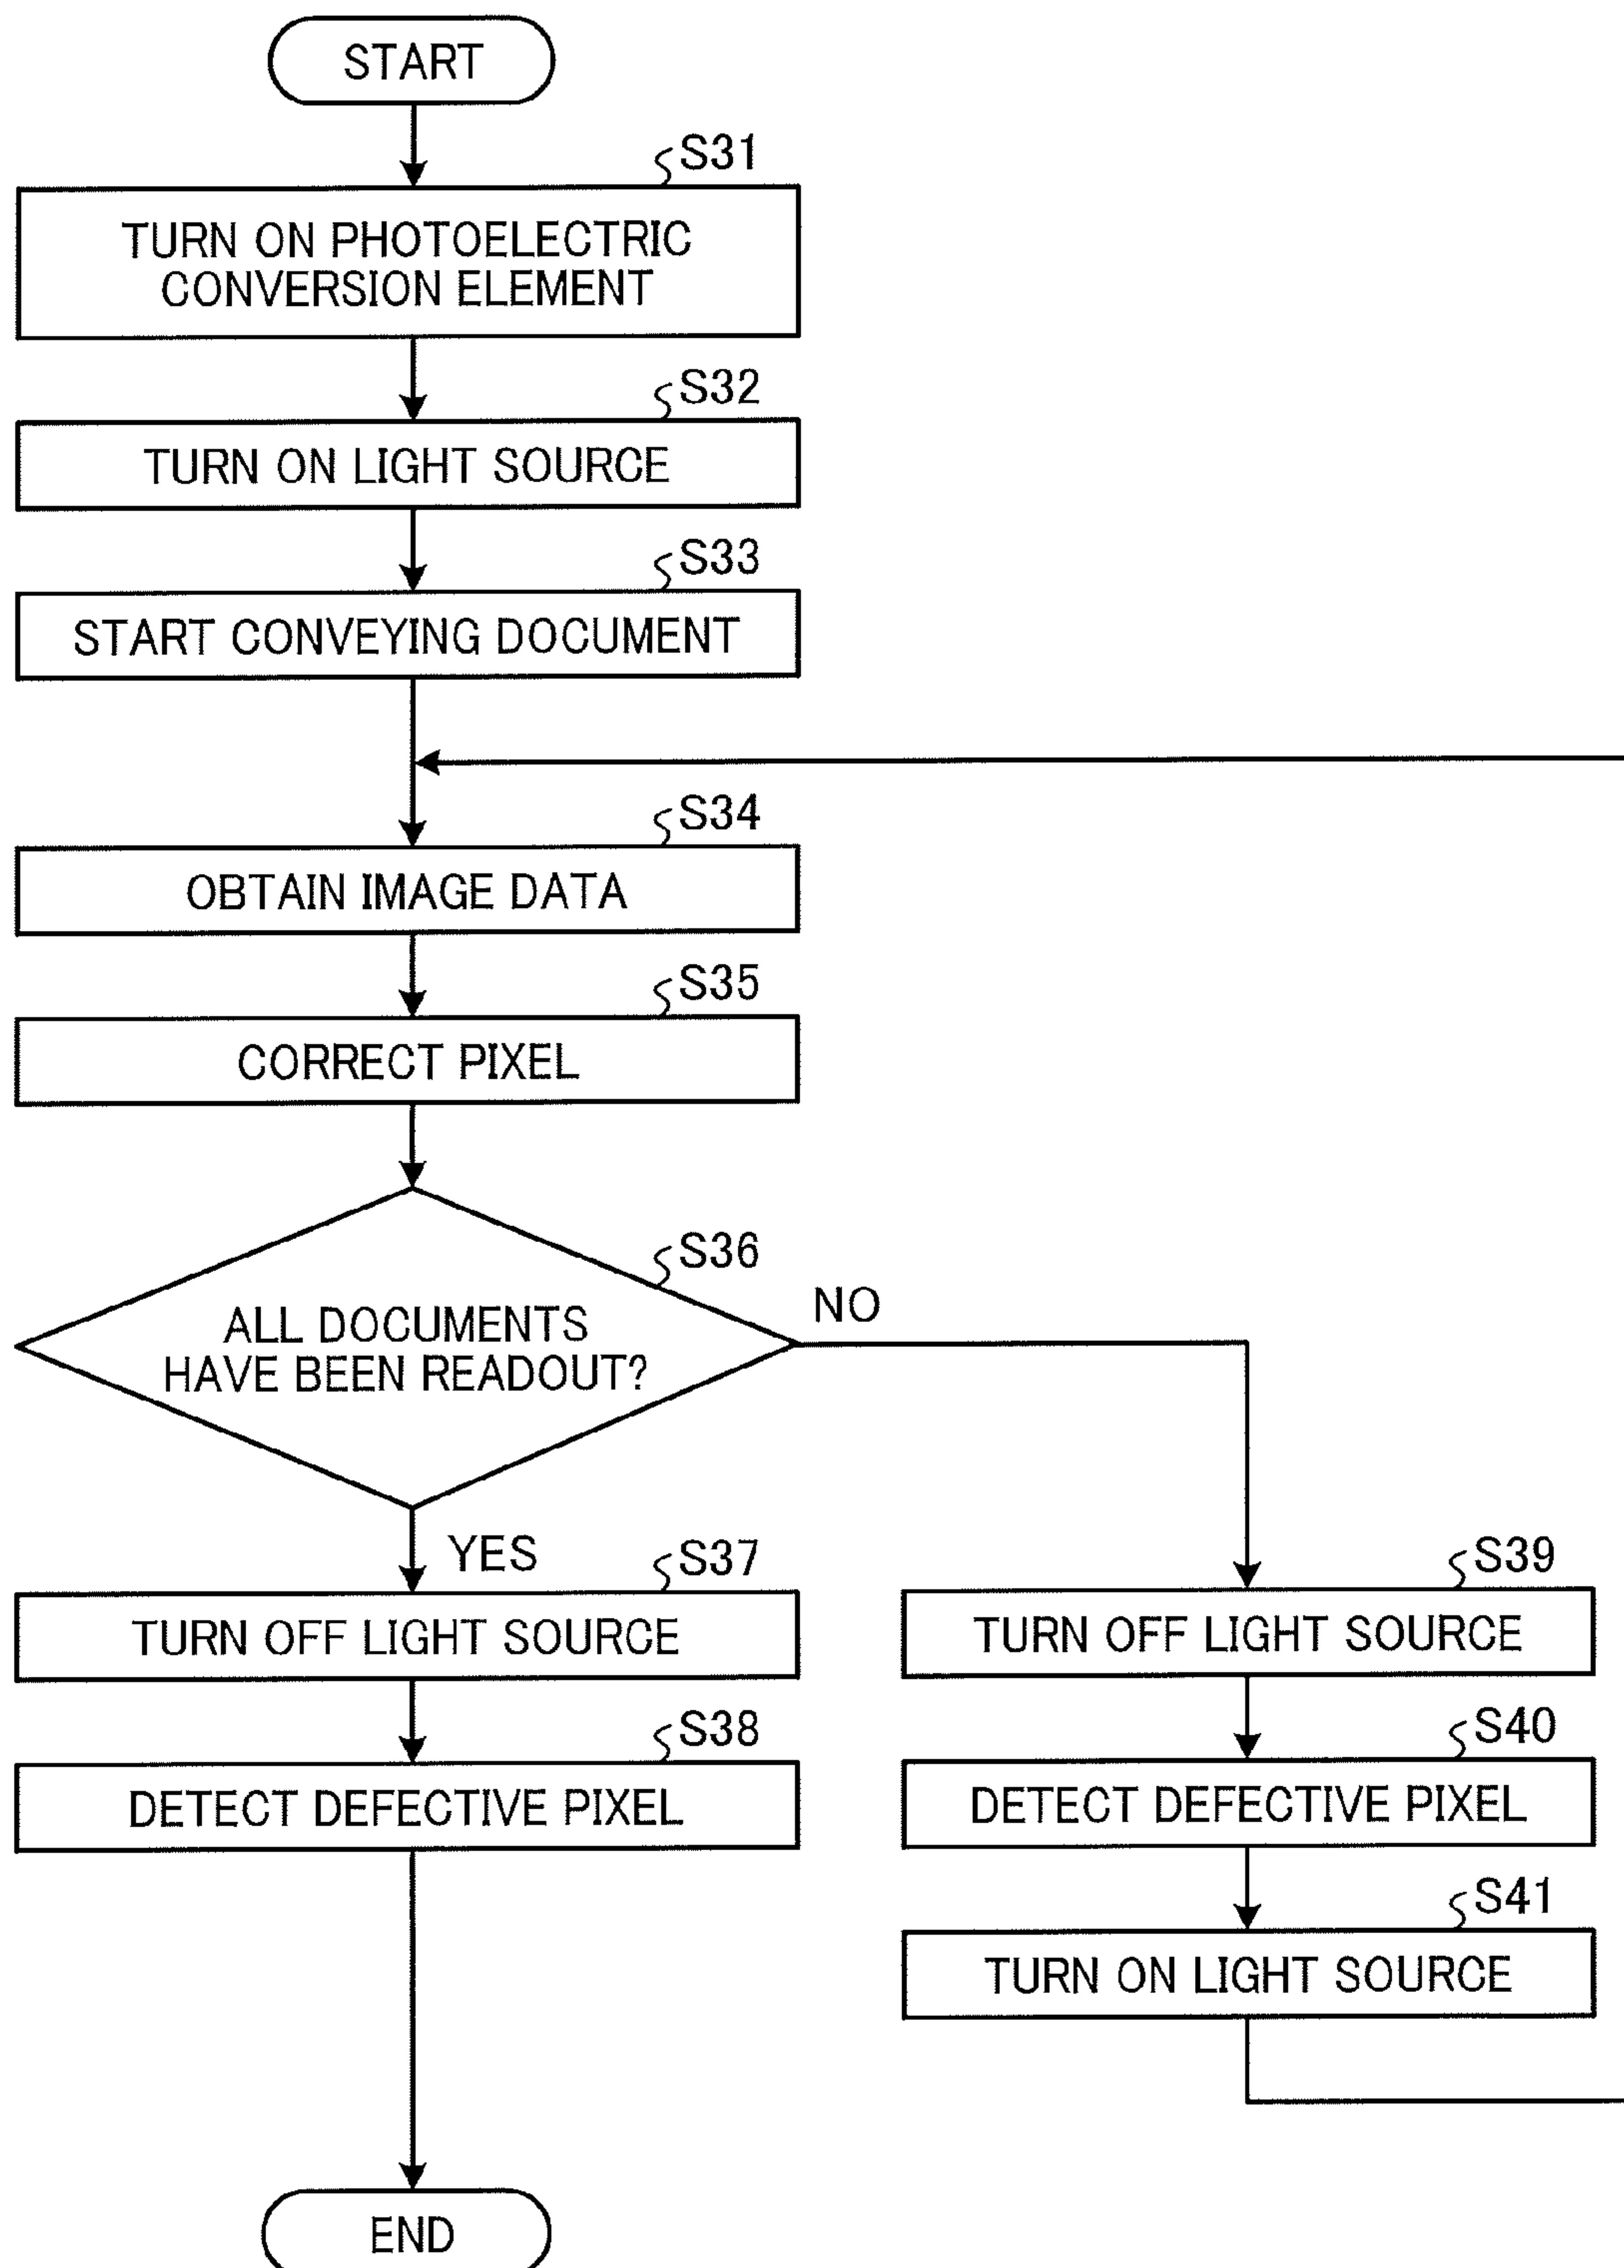 START
S31
TURN ON PHOTOELECTRIC
CONVERSION ELEMENT
S32
TURN ON LIGHT SOURCE
S33
START CONVEYING DOCUMENT
S34
OBTAIN IMAGE DATA
S35
CORRECT PIXEL
S36
ALL DOCUMENTS
HAVE BEEN READOUT?
NO
YES
S37
TURN OFF LIGHT SOURCE
S38
DETECT DEFECTIVE PIXEL
S39
TURN OFF LIGHT SOURCE
S40
DETECT DEFECTIVE PIXEL
S41
TURN ON LIGHT SOURCE
END